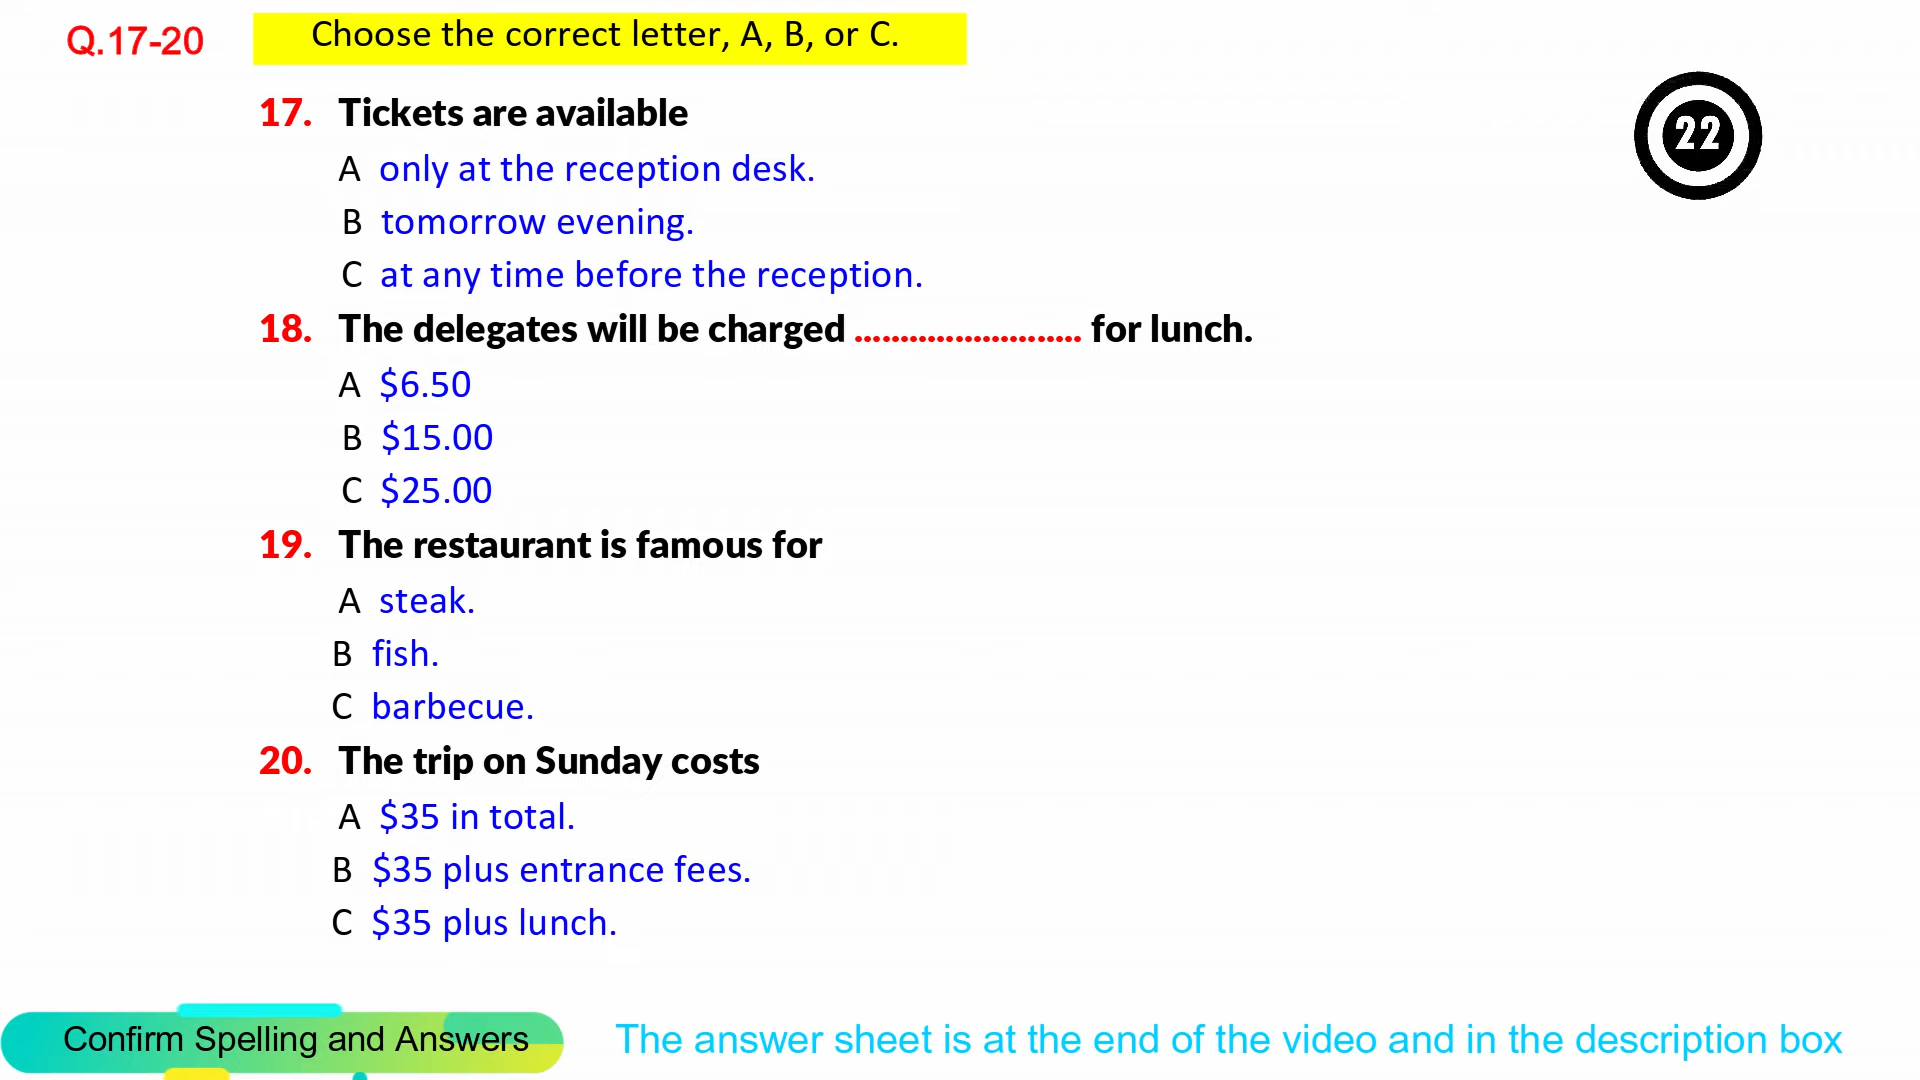 Q.17-20
Choose the correct letter, A, B, or C.
22
17. Tickets are available
A only at the reception desk.
B tomorrow evening.
C at any time before the reception.
18. The delegates will be charged ......................... for lunch.
A $6.50
B $15.00
C $25.00
19. The restaurant is famous for
A steak.
B fish.
C barbecue.
20. The trip on Sunday costs
A $35 in total.
B $35 plus entrance fees.
C $35 plus lunch.
Confirm Spelling and Answers
The answer sheet is at the end of the video and in the description box